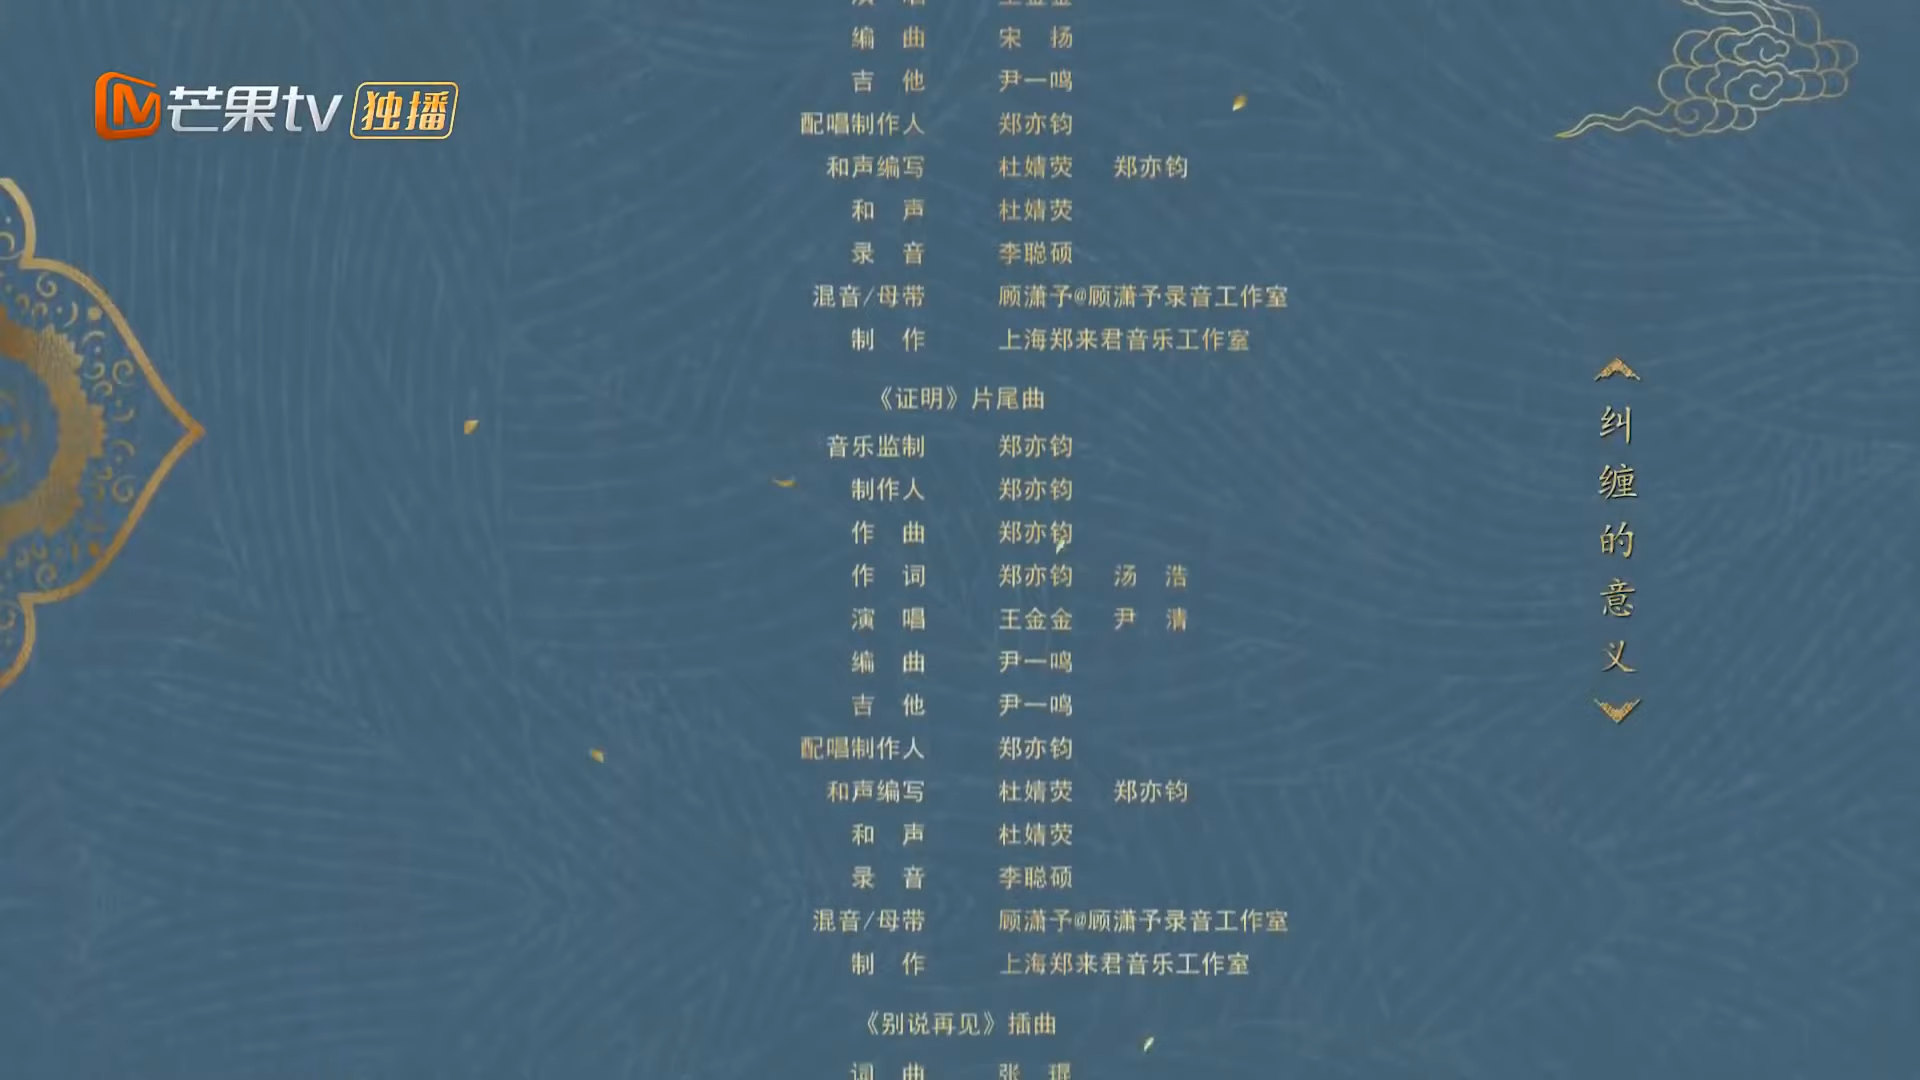 芒果tv 独播
编 曲 宋 扬
吉 他 尹一鸣
配唱制作人 郑亦钧
和声编写 杜婧荧 郑亦钧
和 声 杜婧荧
录 音 李聪硕
混音/母带 顾潇予@顾潇予录音工作室
制 作 上海郑来君音乐工作室
《证明》片尾曲
音乐监制 郑亦钧
制作人 郑亦钧
作 曲 郑亦钧
作 词 郑亦钧 汤 浩
演 唱 王金金 尹 清
编 曲 尹一鸣
吉 他 尹一鸣
配唱制作人 郑亦钧
和声编写 杜婧荧 郑亦钧
和 声 杜婧荧
录 音 李聪硕
混音/母带 顾潇予@顾潇予录音工作室
制 作 上海郑来君音乐工作室
《别说再见》插曲
词 曲 张
纠缠的意义